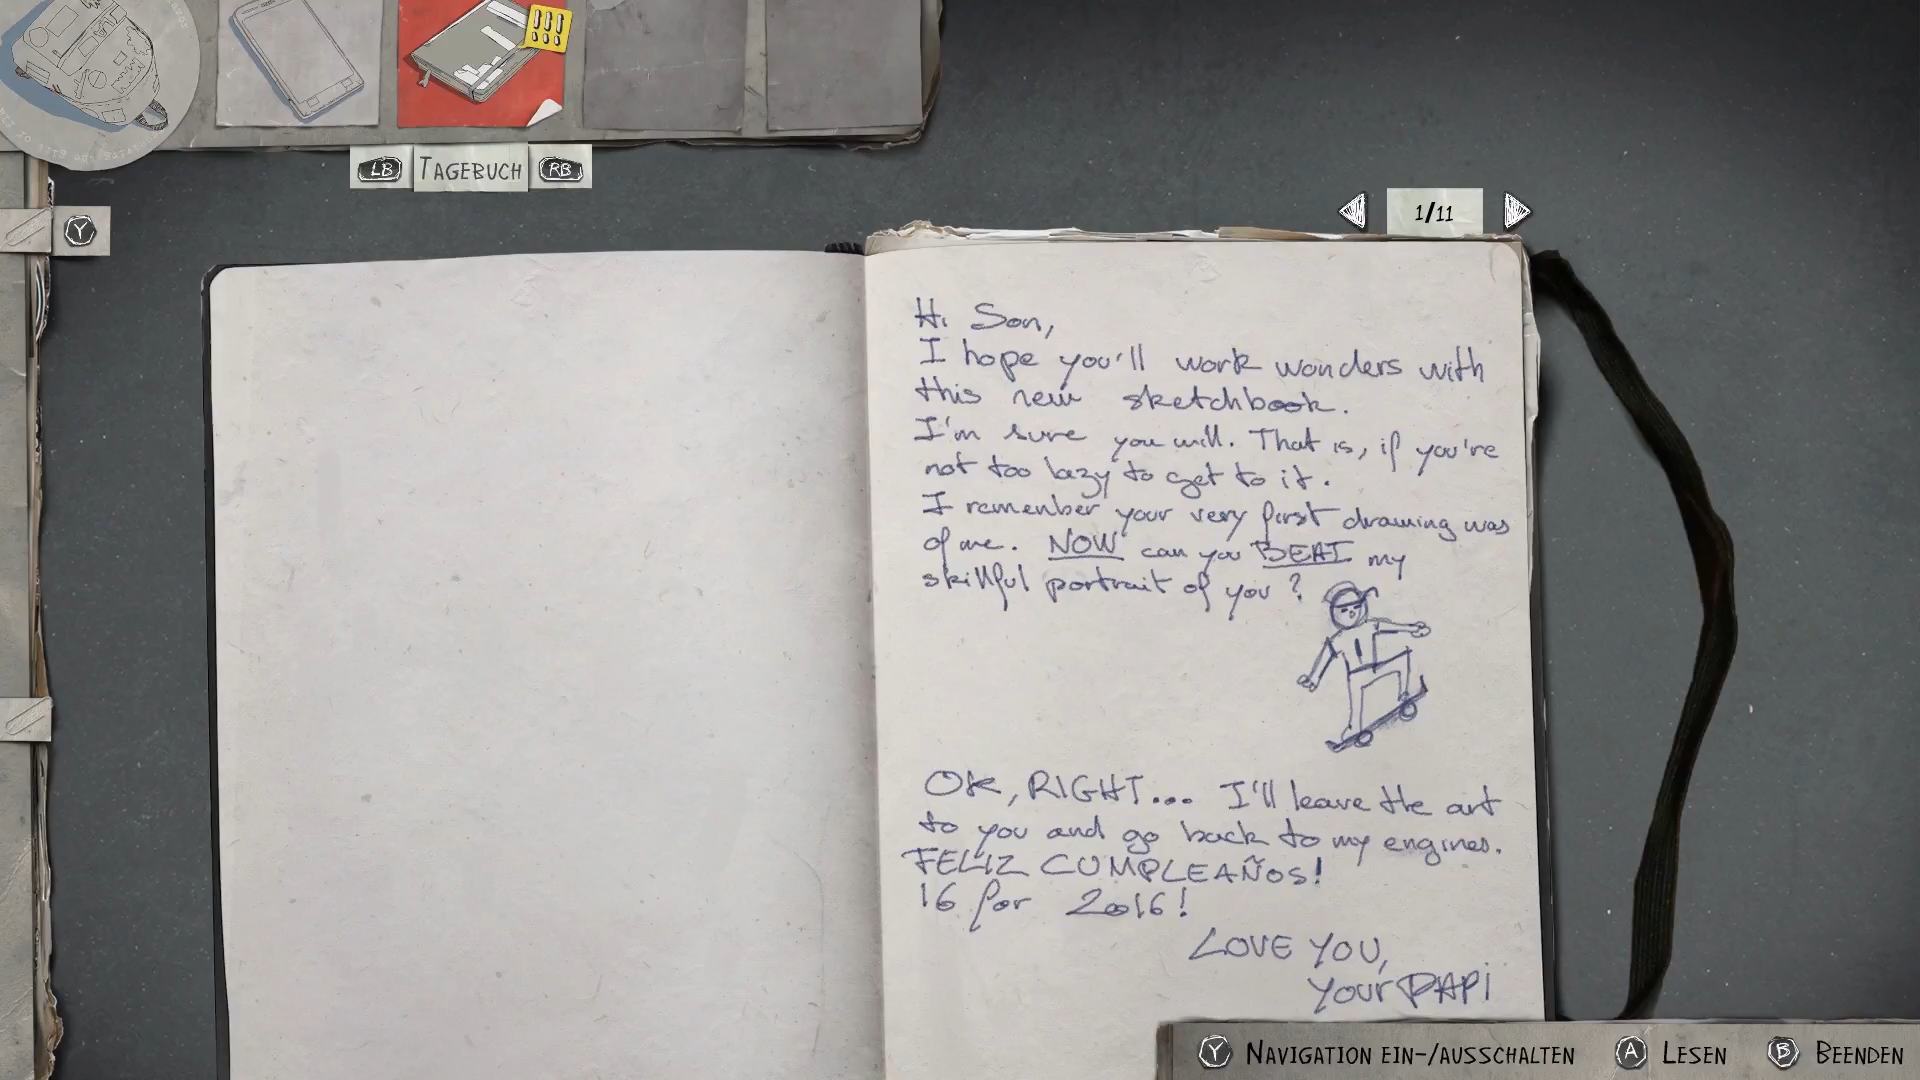 LB TAGEBUCH RB
Y
1/11
Hi Son,
I hope you'll work wonders with
this new sketchbook.
I'm sure you will. That is, if you're
not too lazy to get to it.
I remember your very first drawing was
of me. NOW can you BEAT my
skillful portrait of you?
OK, RIGHT... I'll leave the art
to you and go back to my engines.
FELIZ CUMPLEAÑOS!
16 for 2016!
LOVE YOU,
your PAPi
Y NAVIGATION EIN-/AUSSCHALTEN A LESEN B BEENDEN